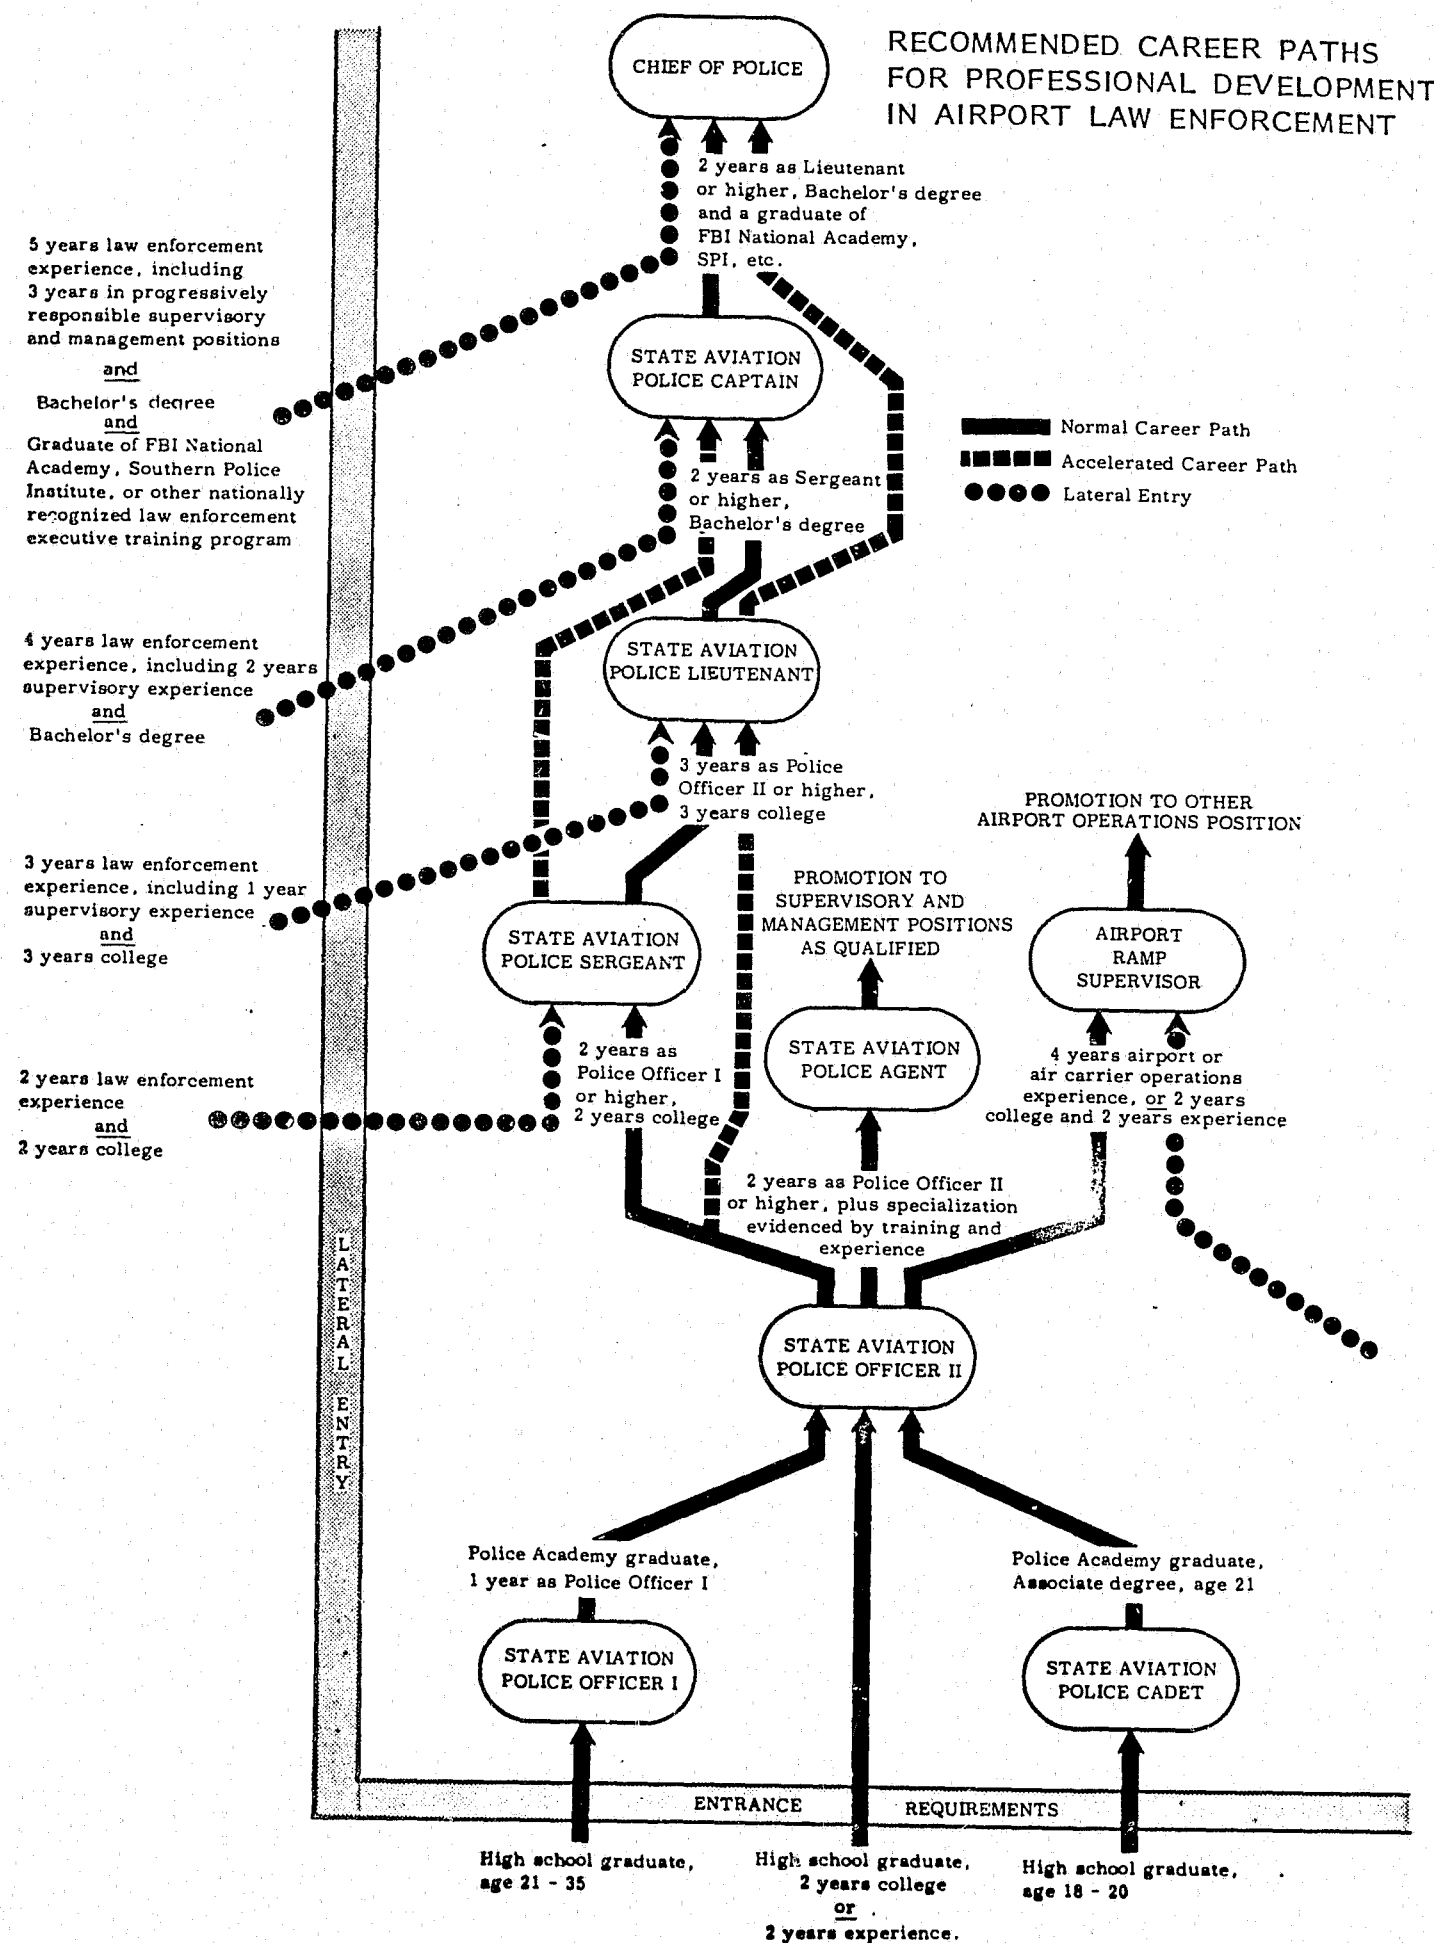 RECOMMENDED CAREER PATHS
FOR PROFESSIONAL DEVELOPMENT
IN AIRPORT LAW ENFORCEMENT
CHIEF OF POLICE
2 years as Lieutenant
or higher, Bachelor's degree
and a graduate of
FBI National Academy,
SPI, etc.
5 years law enforcement
experience, including
3 years in progressively
responsible supervisory
and management positions
and
Bachelor's degree
and
Graduate of FBI National
Academy, Southern Police
Institute, or other nationally
recognized law enforcement
executive training program
STATE AVIATION
POLICE CAPTAIN
Normal Career Path
Accelerated Career Path
Lateral Entry
2 years as Sergeant
or higher,
Bachelor's degree
4 years law enforcement
experience, including 2 years
supervisory experience
and
Bachelor's degree
STATE AVIATION
POLICE LIEUTENANT
3 years as Police
Officer II or higher,
3 years college
PROMOTION TO OTHER
AIRPORT OPERATIONS POSITION
3 years law enforcement
experience, including 1 year
supervisory experience
and
3 years college
PROMOTION TO
SUPERVISORY AND
MANAGEMENT POSITIONS
AS QUALIFIED
STATE AVIATION
POLICE SERGEANT
AIRPORT
RAMP
SUPERVISOR
STATE AVIATION
POLICE AGENT
2 years as
Police Officer I
or higher,
2 years college
4 years airport or
air carrier operations
experience, or 2 years
college and 2 years experience
2 years law enforcement
experience
and
2 years college
2 years as Police Officer II
or higher, plus specialization
evidenced by training and
experience
LATERAL ENTRY
STATE AVIATION
POLICE OFFICER II
Police Academy graduate,
1 year as Police Officer I
Police Academy graduate,
Associate degree, age 21
STATE AVIATION
POLICE OFFICER I
STATE AVIATION
POLICE CADET
ENTRANCE REQUIREMENTS
High school graduate,
age 21 - 35
High school graduate,
2 years college
or
2 years experience.
High school graduate,
age 18 - 20